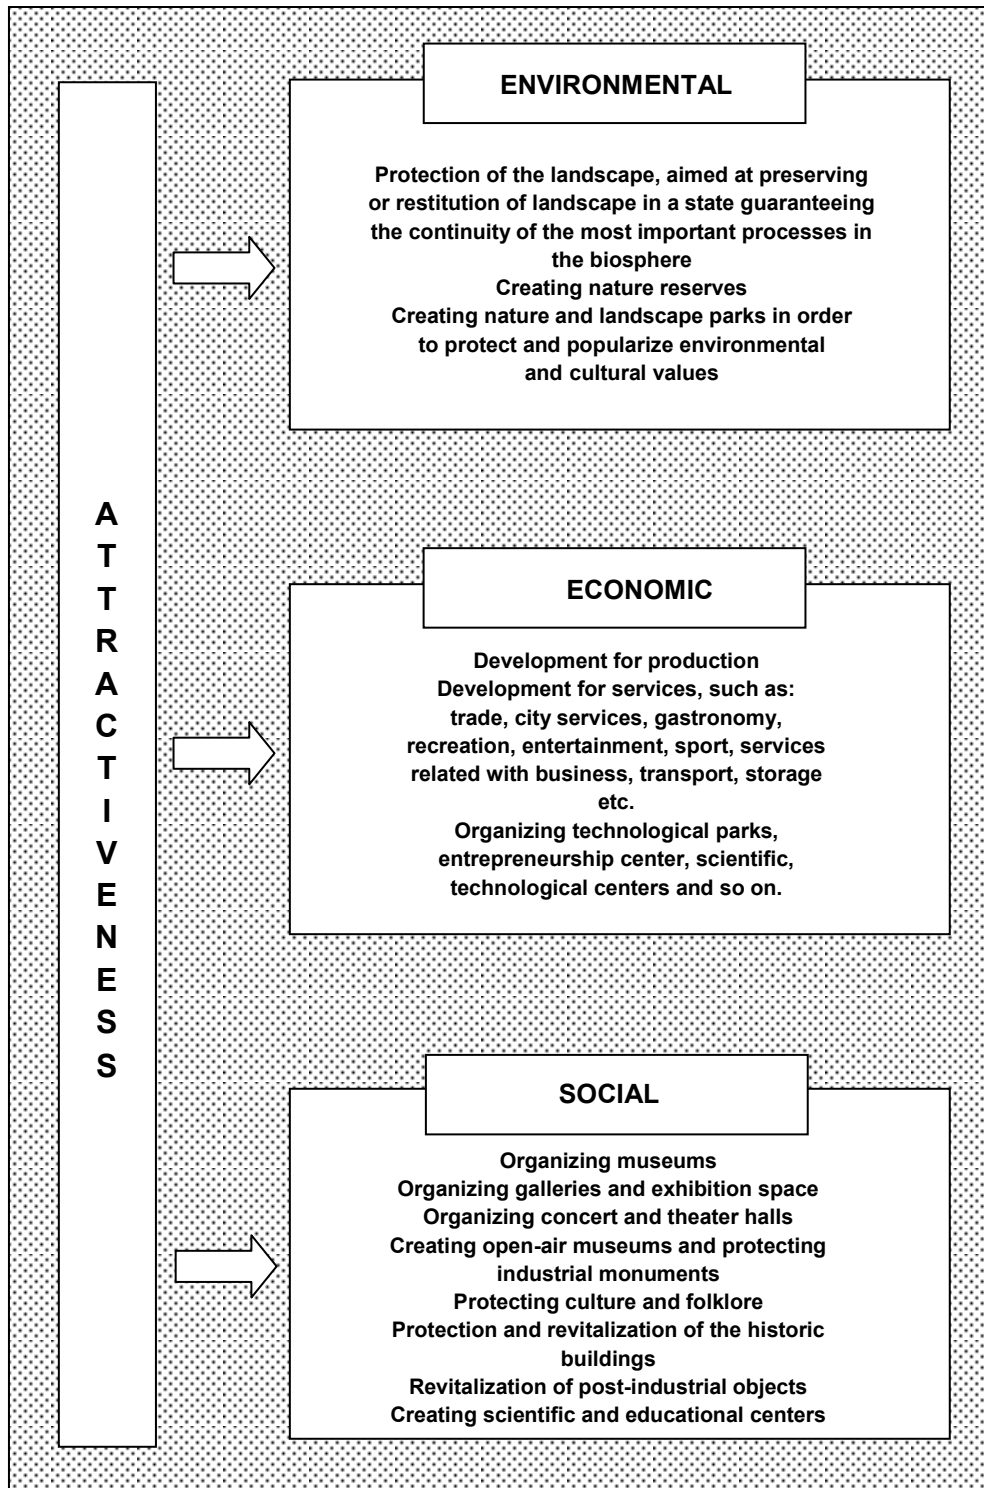 A
T
T
R
A
C
T
I
V
E
N
E
S
S
ENVIRONMENTAL
Protection of the landscape, aimed at preserving
or restitution of landscape in a state guaranteeing
the continuity of the most important processes in
the biosphere
Creating nature reserves
Creating nature and landscape parks in order
to protect and popularize environmental
and cultural values
ECONOMIC
Development for production
Development for services, such as:
trade, city services, gastronomy,
recreation, entertainment, sport, services
related with business, transport, storage
etc.
Organizing technological parks,
entrepreneurship center, scientific,
technological centers and so on.
SOCIAL
Organizing museums
Organizing galleries and exhibition space
Organizing concert and theater halls
Creating open-air museums and protecting
industrial monuments
Protecting culture and folklore
Protection and revitalization of the historic
buildings
Revitalization of post-industrial objects
Creating scientific and educational centers